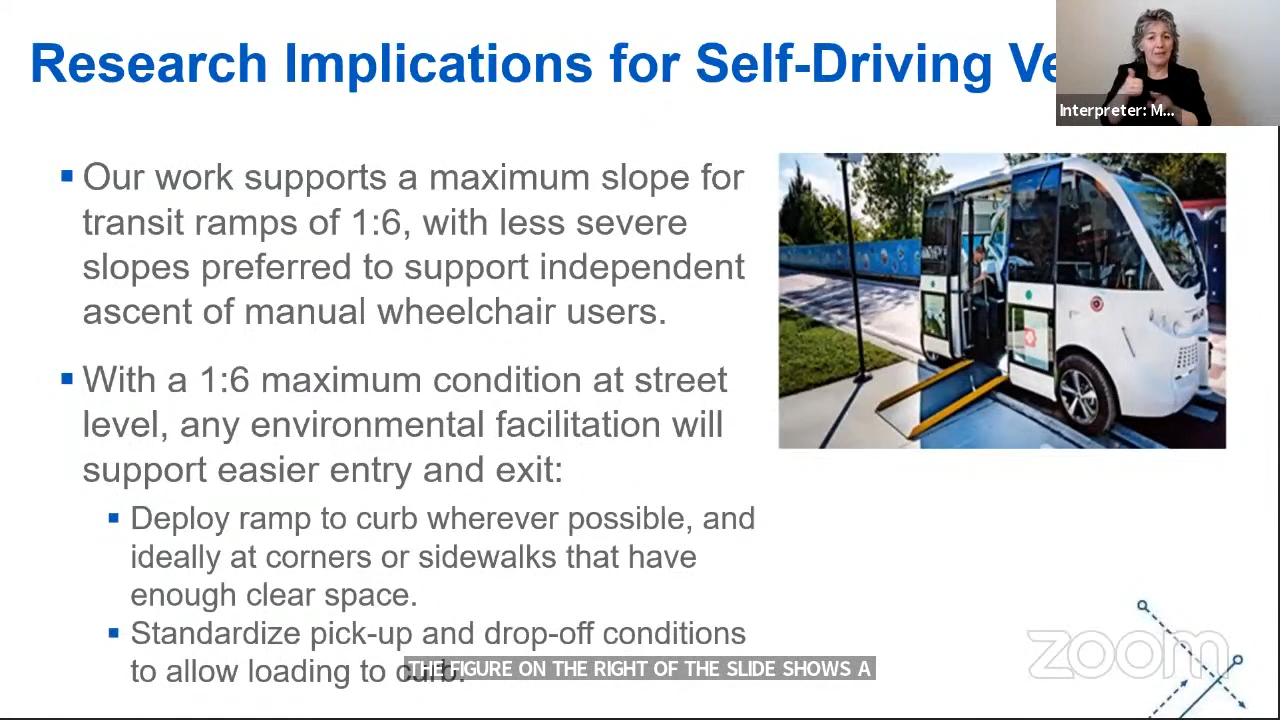 Research Implications for Self-Driving Ve
Interpreter: M...
Our work supports a maximum slope for
transit ramps of 1:6, with less severe
slopes preferred to support independent
ascent of manual wheelchair users.
With a 1:6 maximum condition at street
level, any environmental facilitation will
support easier entry and exit:
Deploy ramp to curb wherever possible, and
ideally at corners or sidewalks that have
enough clear space.
Standardize pick-up and drop-off conditions
to allow loading to curb.
THE FIGURE ON THE RIGHT OF THE SLIDE SHOWS A
zoom